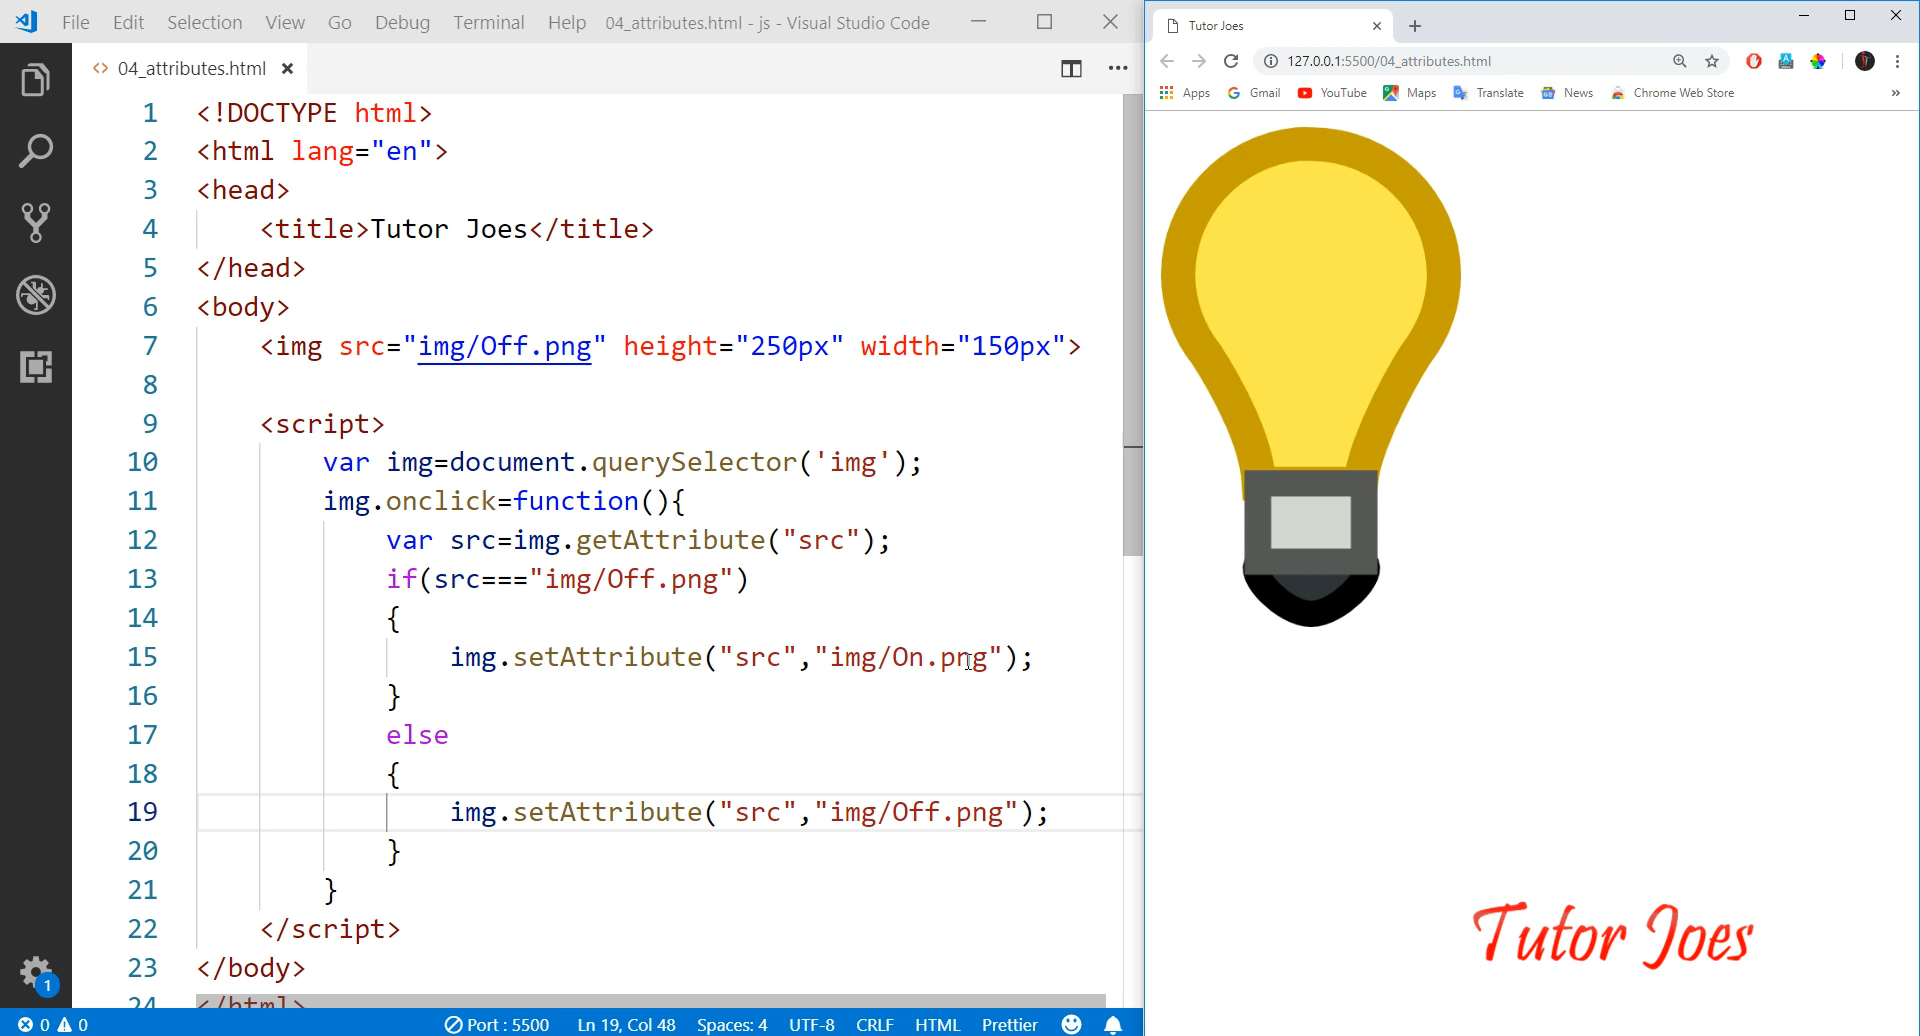 File Edit Selection View Go Debug Terminal Help 04_attributes.html - js - Visual Studio Code
04_attributes.html
1 <!DOCTYPE html>
2 <html lang="en">
3 <head>
4 <title>Tutor Joes</title>
5 </head>
6 <body>
7 <img src="img/Off.png" height="250px" width="150px">
8
9 <script>
10 var img=document.querySelector('img');
11 img.onclick=function(){
12 var src=img.getAttribute("src");
13 if(src==="img/Off.png")
14 {
15 img.setAttribute("src","img/On.png");
16 }
17 else
18 {
19 img.setAttribute("src","img/Off.png");
20 }
21 }
22 </script>
23 </body>
24 </html>
1
0 0 Port : 5500 Ln 19, Col 48 Spaces: 4 UTF-8 CRLF HTML Prettier
Tutor Joes
127.0.0.1:5500/04_attributes.html
Apps Gmail YouTube Maps Translate News Chrome Web Store »
Tutor Joes